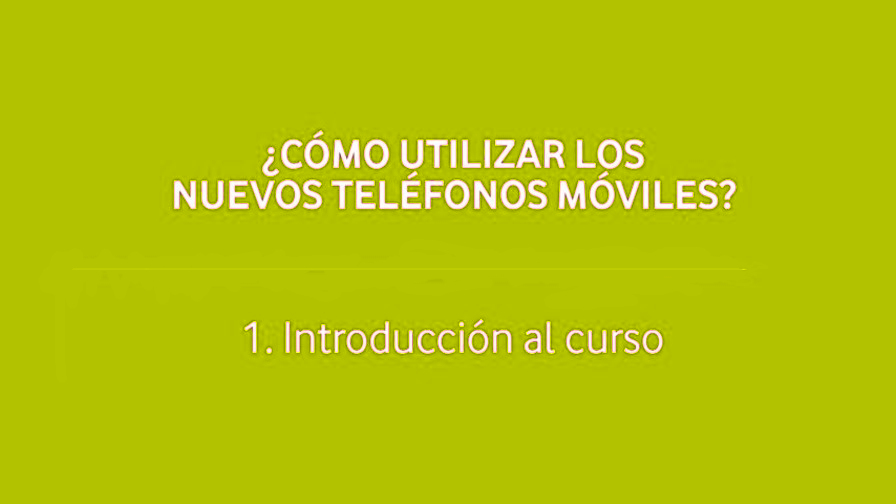 ¿CÓMO UTILIZAR LOS
NUEVOS TELÉFONOS MÓVILES?
1. Introducción al curso